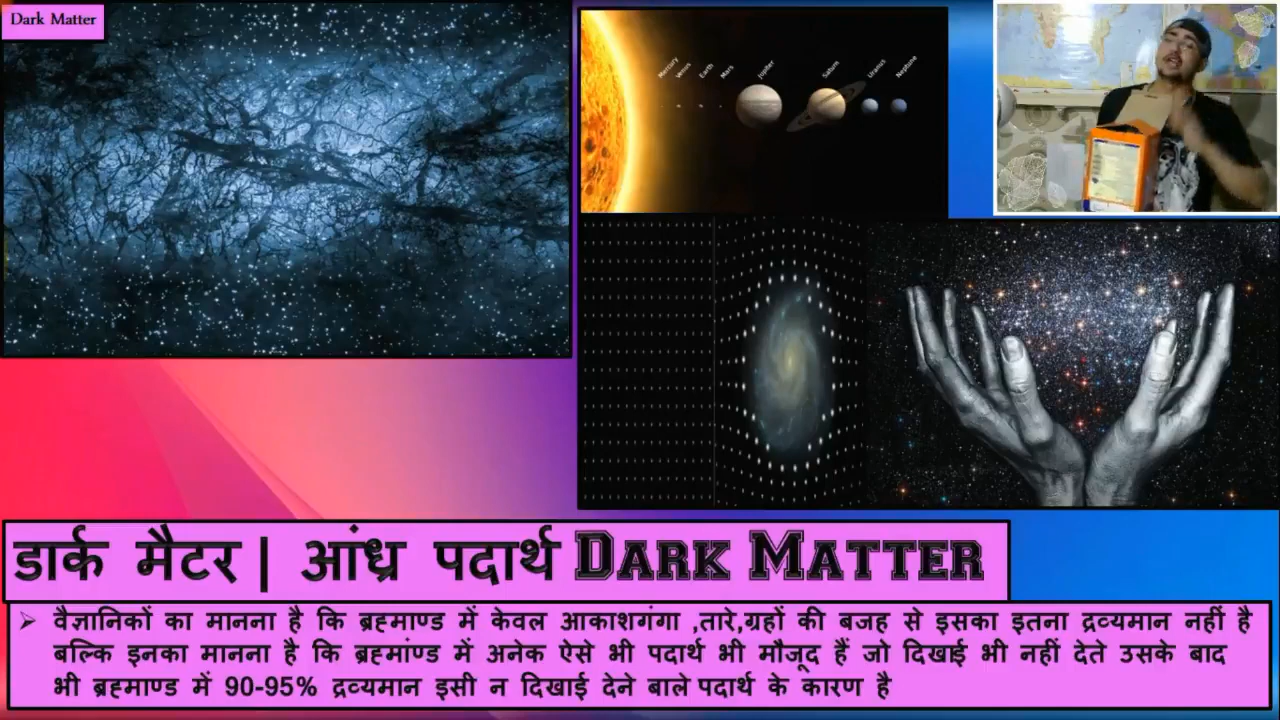 Dark Matter
Mercury
Venus
Earth
Mars
Jupiter
Saturn
Uranus
Neptune
डार्क मैटर | आंध्र पदार्थ DARK MATTER
➢ वैज्ञानिकों का मानना है कि ब्रह्माण्ड में केवल आकाशगंगा ,तारे,ग्रहों की बजह से इसका इतना द्रव्यमान नहीं है
बल्कि इनका मानना है कि ब्रह्मांण्ड में अनेक ऐसे भी पदार्थ भी मौजूद हैं जो दिखाई भी नहीं देते उसके बाद
भी ब्रह्माण्ड में 90-95% द्रव्यमान इसी न दिखाई देने बाले पदार्थ के कारण है